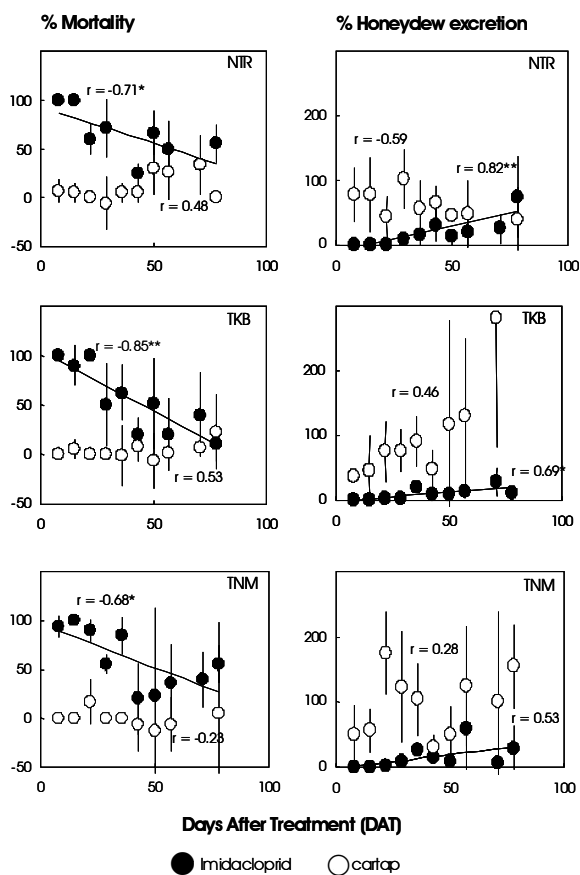 % Mortality
% Honeydew excretion
NTR
r = -0.71*
r = 0.48
100
50
0
-50
0
50
100
NTR
r = -0.59
r = 0.82**
200
100
0
0
50
100
TKB
r = -0.85**
r = 0.53
100
50
0
-50
0
50
100
TKB
r = 0.46
r = 0.69*
200
100
0
0
50
100
TNM
r = -0.68*
r = -0.23
100
50
0
-50
0
50
100
TNM
r = 0.28
r = 0.53
200
100
0
0
50
100
Days After Treatment (DAT)
Imidacloprid
cartap